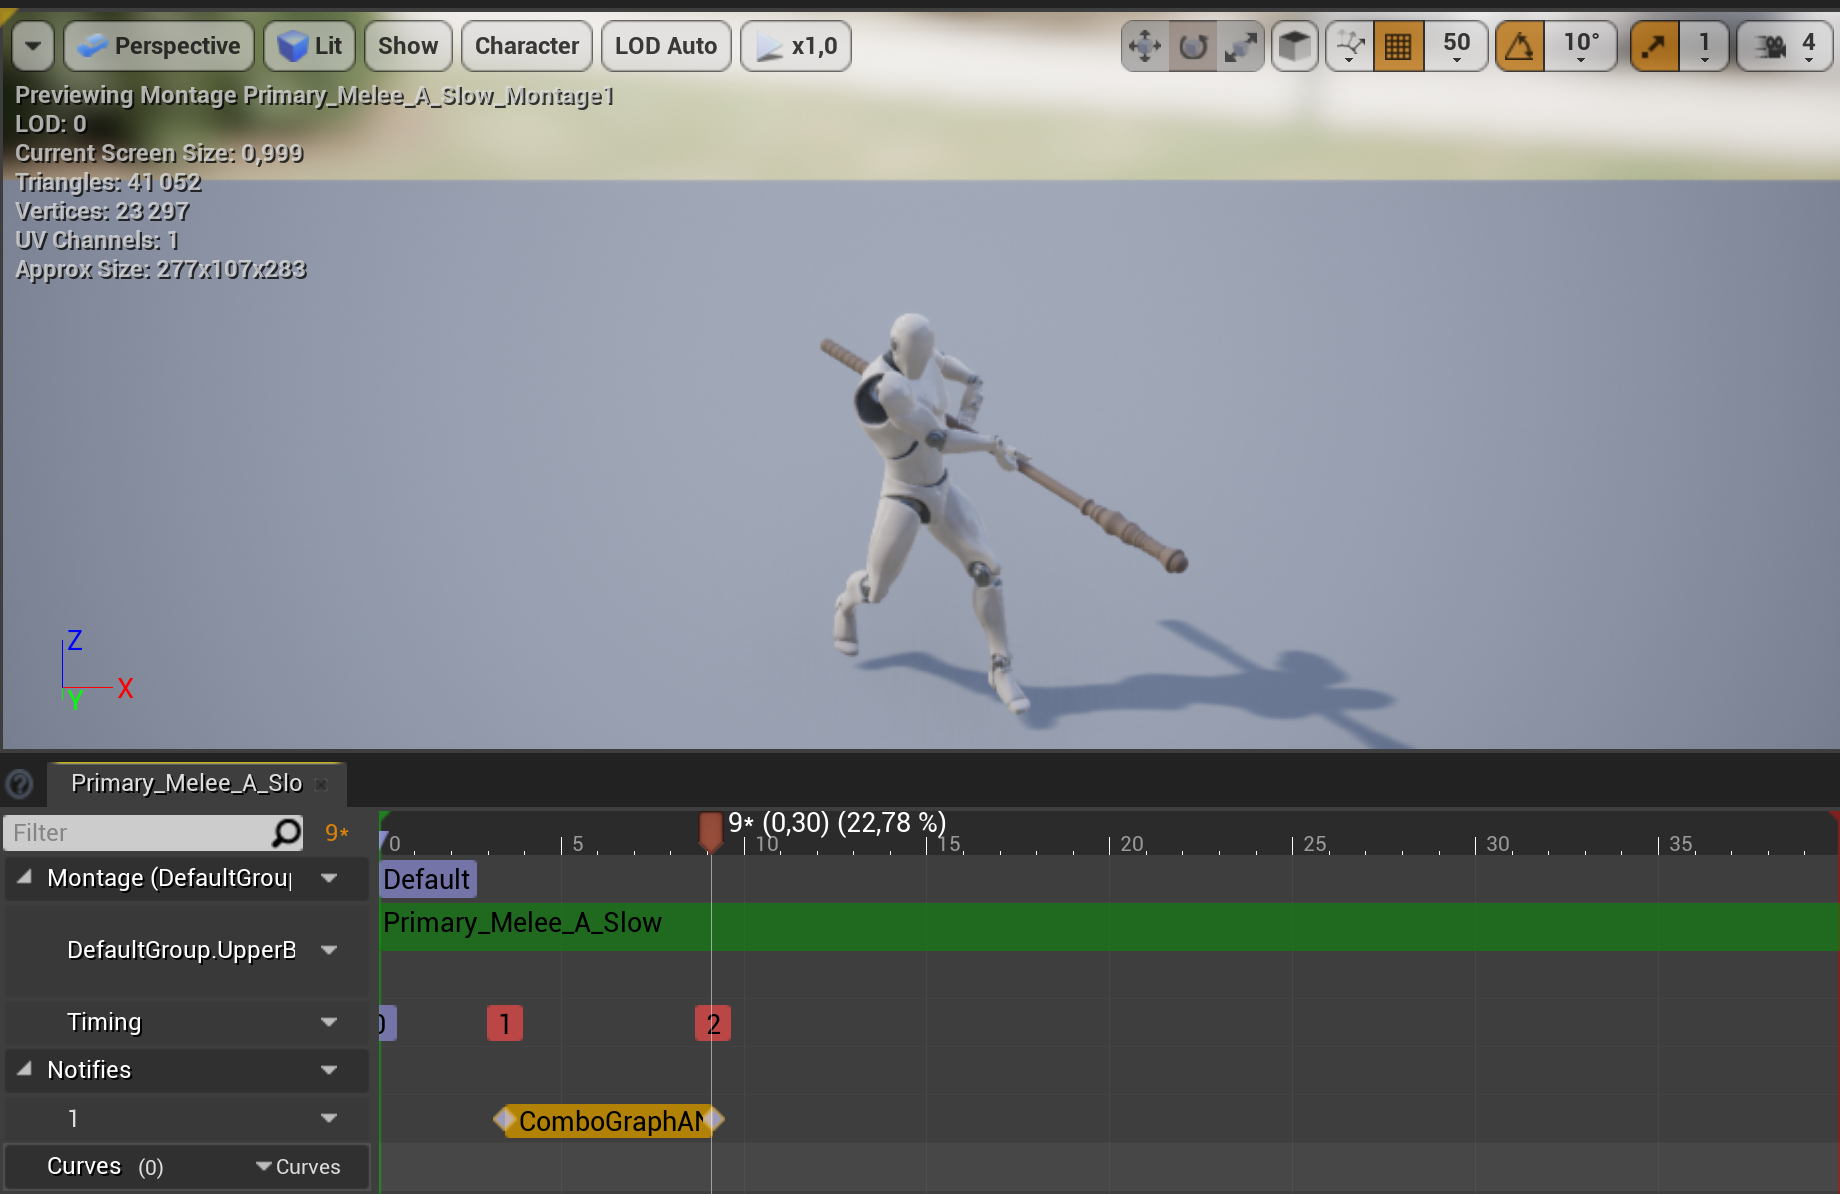 Perspective Lit Show Character LOD Auto x1,0 50 10° 1 4
Previewing Montage Primary_Melee_A_Slow_Montage1
LOD: 0
Current Screen Size: 0,999
Triangles: 41 052
Vertices: 23 297
UV Channels: 1
Approx Size: 277x107x283
Z
X
Y
Primary_Melee_A_Slo
Filter 9*
9* (0,30) (22,78 %)
0 5 10 15 20 25 30 35
Montage (DefaultGrou
Default
Primary_Melee_A_Slow
DefaultGroup.UpperB
Timing
0 1 2
Notifies
1
ComboGraphAN
Curves (0) Curves